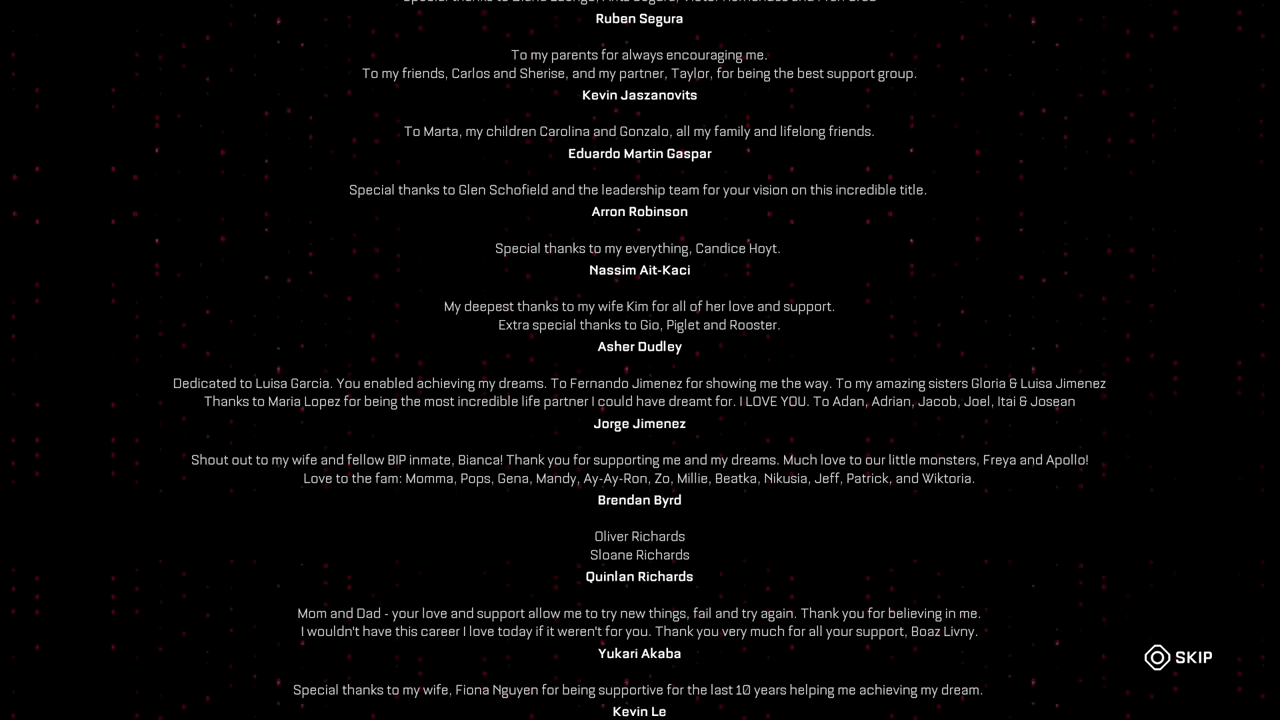 Ruben Segura
To my parents for always encouraging me.
To my friends, Carlos and Sherise, and my partner, Taylor, for being the best support group.
Kevin Jaszanovits
To Marta, my children Carolina and Gonzalo, all my family and lifelong friends.
Eduardo Martin Gaspar
Special thanks to Glen Schofield and the leadership team for your vision on this incredible title.
Arron Robinson
Special thanks to my everything, Candice Hoyt.
Nassim Ait-Kaci
My deepest thanks to my wife Kim for all of her love and support.
Extra special thanks to Gio, Piglet and Rooster.
Asher Dudley
Dedicated to Luisa Garcia. You enabled achieving my dreams. To Fernando Jimenez for showing me the way. To my amazing sisters Gloria & Luisa Jimenez
Thanks to Maria Lopez for being the most incredible life partner I could have dreamt for. I LOVE YOU. To Adan, Adrian, Jacob, Joel, Itai & Josean
Jorge Jimenez
Shout out to my wife and fellow BIP inmate, Bianca! Thank you for supporting me and my dreams. Much love to our little monsters, Freya and Apollo!
Love to the fam: Momma, Pops, Gena, Mandy, Ay-Ay-Ron, Zo, Millie, Beatka, Nikusia, Jeff, Patrick, and Wiktoria.
Brendan Byrd
Oliver Richards
Sloane Richards
Quinlan Richards
Mom and Dad - your love and support allow me to try new things, fail and try again. Thank you for believing in me.
I wouldn't have this career I love today if it weren't for you. Thank you very much for all your support, Boaz Livny.
Yukari Akaba
SKIP
Special thanks to my wife, Fiona Nguyen for being supportive for the last 10 years helping me achieving my dream.
Kevin Le